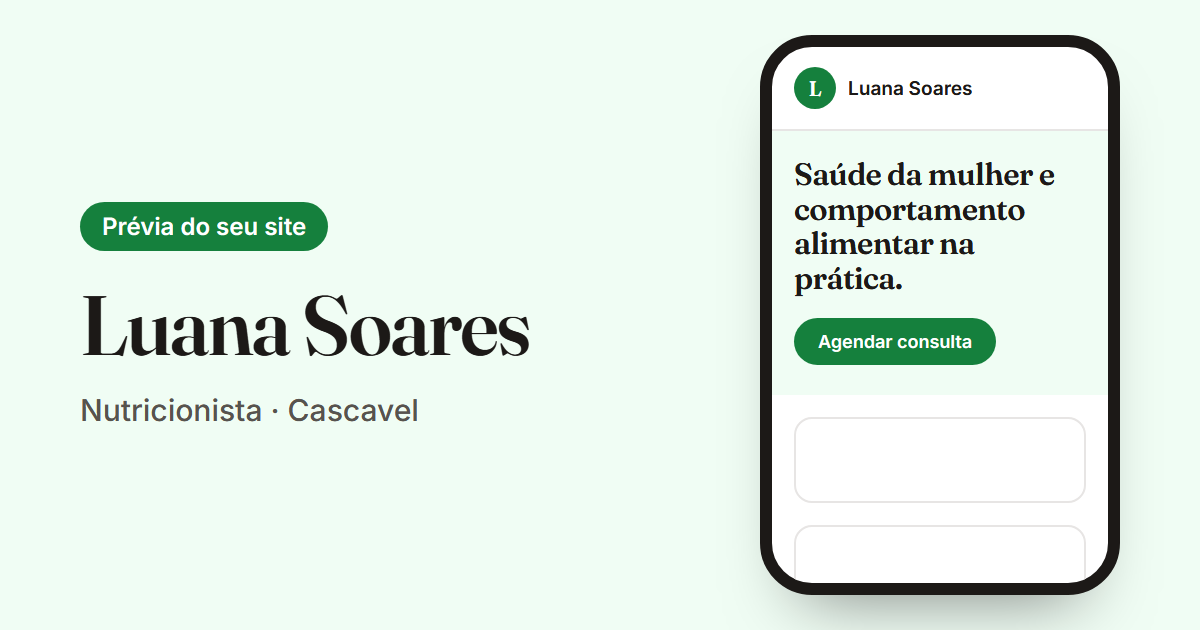 Prévia do seu site
Luana Soares
Nutricionista · Cascavel
L
Luana Soares
Saúde da mulher e
comportamento
alimentar na
prática.
Agendar consulta